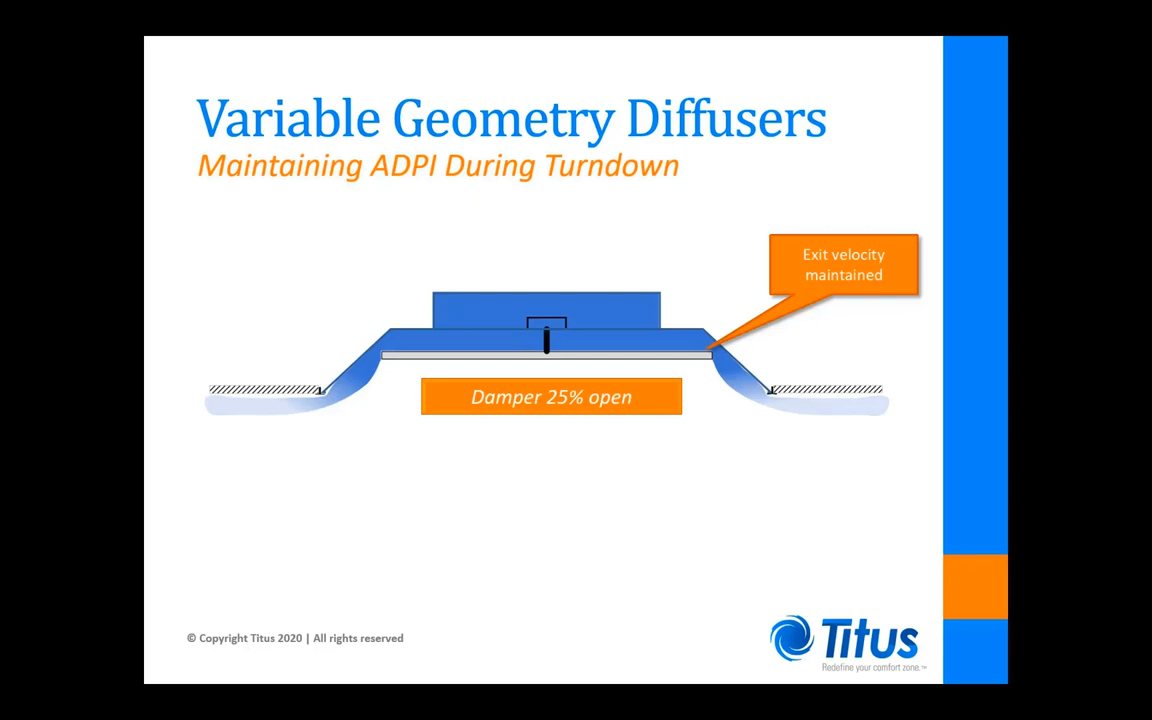 Variable Geometry Diffusers
Maintaining ADPI During Turndown
Exit velocity
maintained
Damper 25% open
© Copyright Titus 2020 | All rights reserved
Titus
Redefine your comfort zone.™